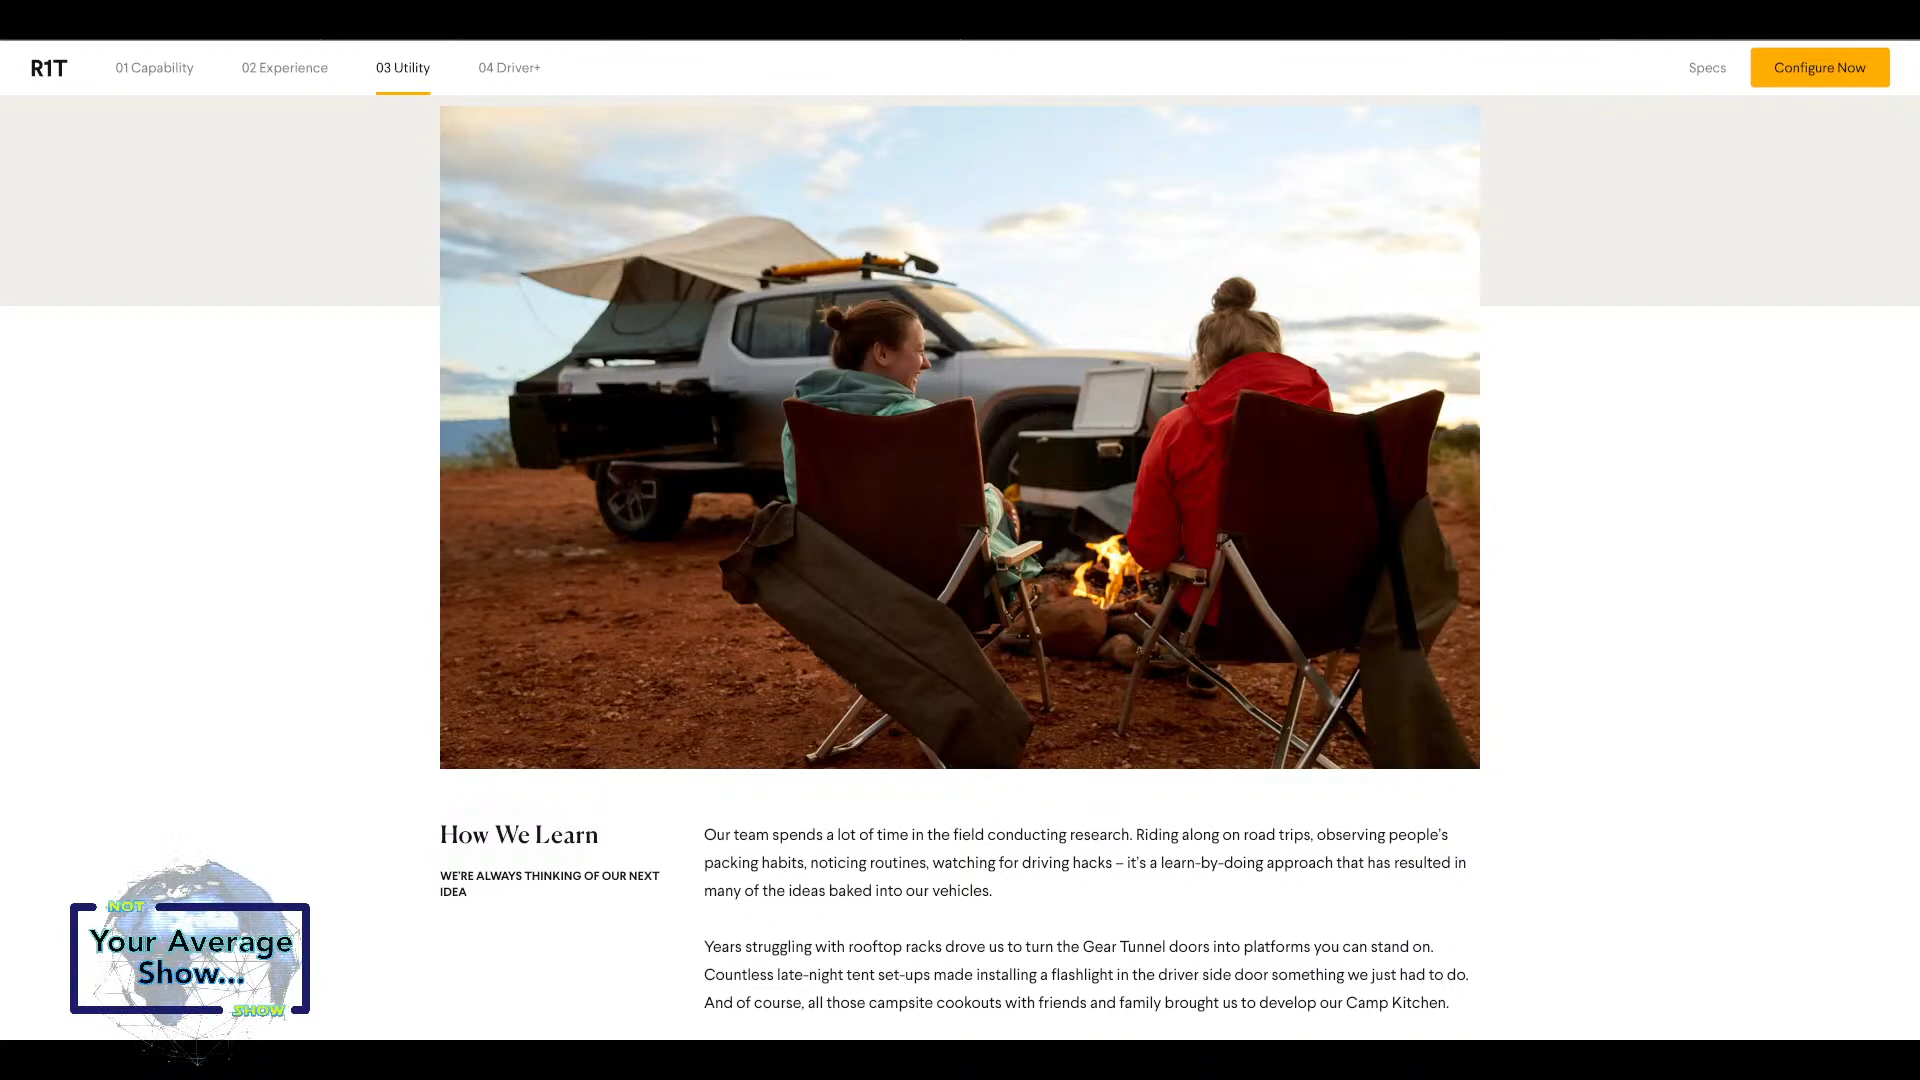 R1T
01 Capability
02 Experience
03 Utility
04 Driver+
Specs
Configure Now
How We Learn
WE'RE ALWAYS THINKING OF OUR NEXT
IDEA
Our team spends a lot of time in the field conducting research. Riding along on road trips, observing people's
packing habits, noticing routines, watching for driving hacks – it's a learn-by-doing approach that has resulted in
many of the ideas baked into our vehicles.
Years struggling with rooftop racks drove us to turn the Gear Tunnel doors into platforms you can stand on.
Countless late-night tent set-ups made installing a flashlight in the driver side door something we just had to do.
And of course, all those campsite cookouts with friends and family brought us to develop our Camp Kitchen.
NOT
Your Average
Show...
SHOW